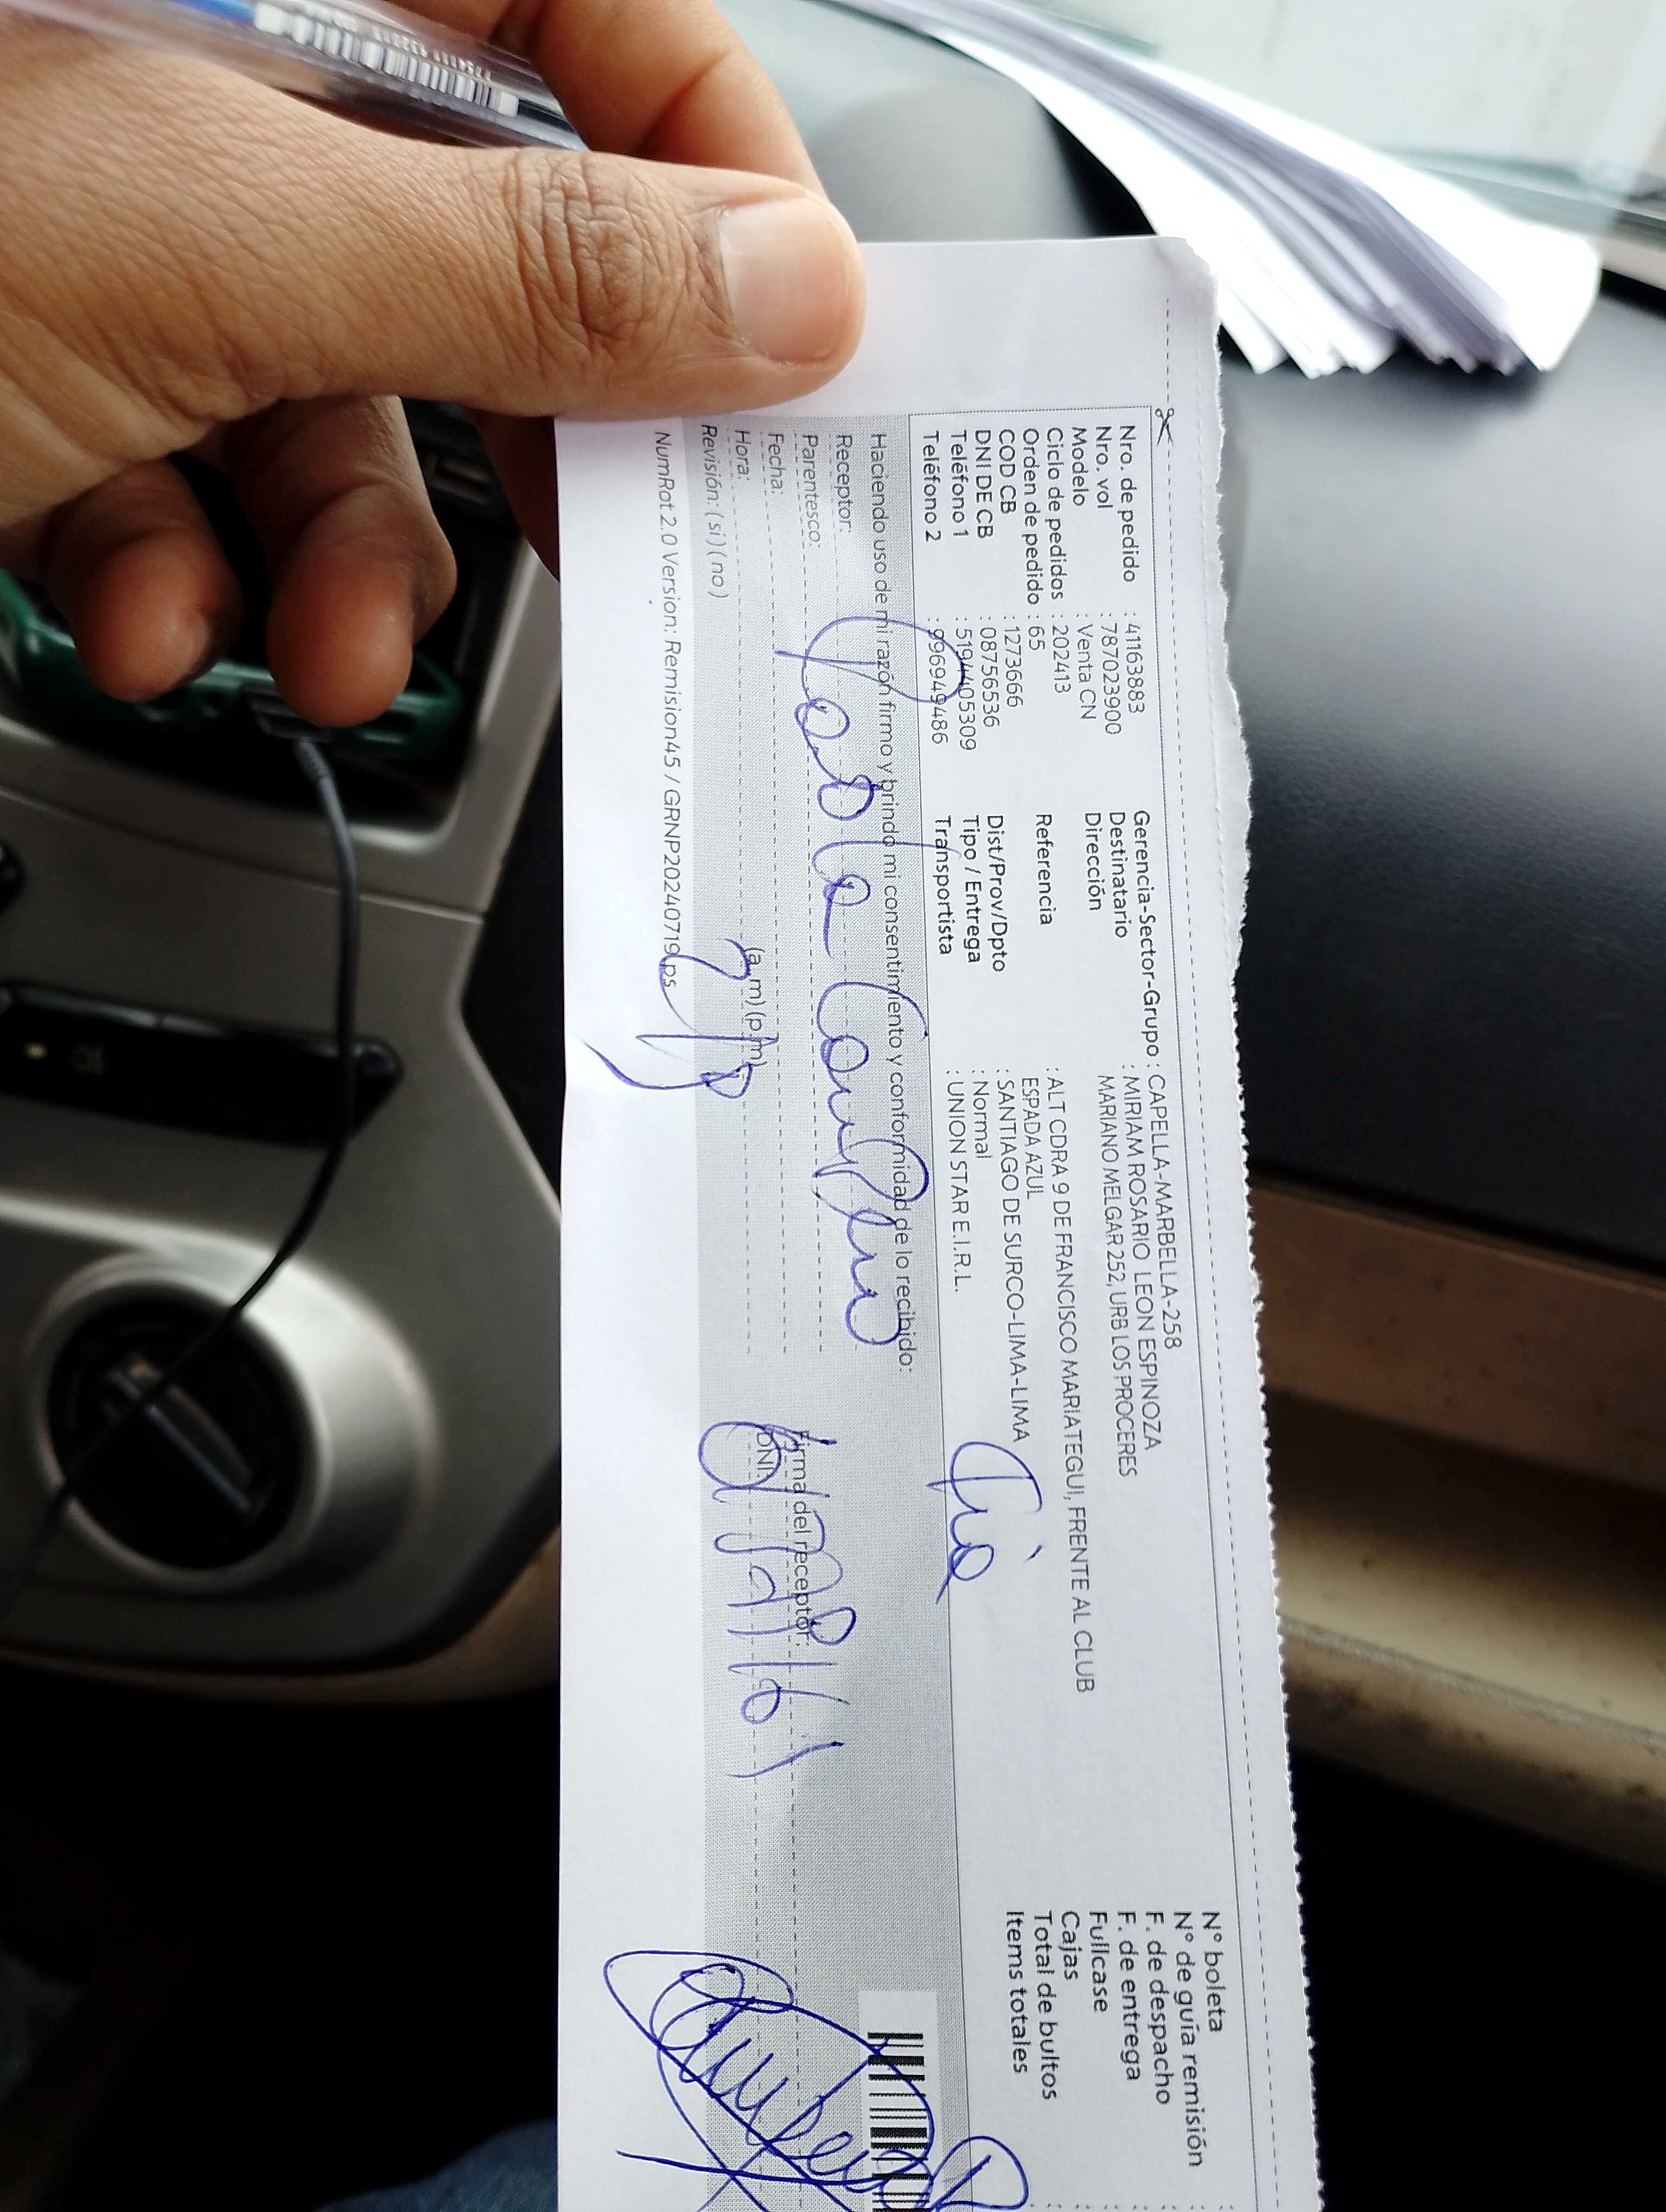 Nro. de pedido : 41163883
Nro. vol : 787023900
Modelo : Venta CN
Ciclo de pedidos : 202413
Orden de pedido : 65
COD CB : 1273666
DNI DE CB : 08756536
Teléfono 1 : 51944405309
Teléfono 2 : 996949486
Gerencia-Sector-Grupo : CAPELLA-MARBELLA-258
Destinatario : MIRIAM ROSARIO LEON ESPINOZA
Dirección MARIANO MELGAR 252, URB LOS PROCERES
Referencia : ALT CDRA 9 DE FRANCISCO MARIATEGUI, FRENTE AL CLUB
ESPADA AZUL
Dist/Prov/Dpto : SANTIAGO DE SURCO-LIMA-LIMA
Tipo / Entrega : Normal
Transportista : UNION STAR E.I.R.L.
N° boleta :
N° de guía remisión :
F. de despacho :
F. de entrega :
Fullcase :
Cajas :
Total de bultos :
Items totales :
Haciendo uso de mi razón firmo y brindo mi consentimiento y conformidad de lo recibido:
Receptor:
Parentesco:
Fecha:
Hora: (a.m) (p.m)
Revisión: ( si ) ( no )
Firma del receptor:
DNI:
NumRot 2.0 Version: Remision45 / GRNP20240719.ps